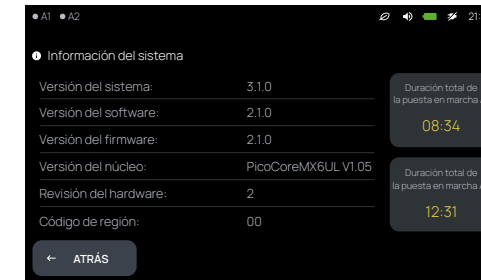 A1 A2 21:
Información del sistema
Versión del sistema: 3.1.0
Versión del software: 2.1.0
Versión del firmware: 2.1.0
Versión del núcleo: PicoCoreMX6UL V1.05
Revisión del hardware: 2
Código de región: 00
Duración total de
la puesta en marcha
08:34
Duración total de
la puesta en marcha
12:31
← ATRÁS